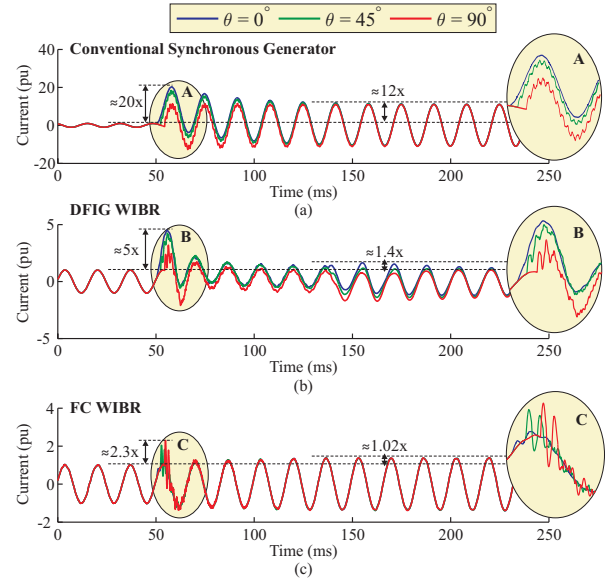 θ = 0° θ = 45° θ = 90°
Conventional Synchronous Generator
Current (pu)
40
20
0
-20
≈20x
A
≈12x
A
0 50 100 150 200 250
Time (ms)
(a)
DFIG WIBR
Current (pu)
5
0
-5
≈5x
B
≈1.4x
B
0 50 100 150 200 250
Time (ms)
(b)
FC WIBR
Current (pu)
4
2
0
-2
≈2.3x
C
≈1.02x
C
0 50 100 150 200 250
Time (ms)
(c)